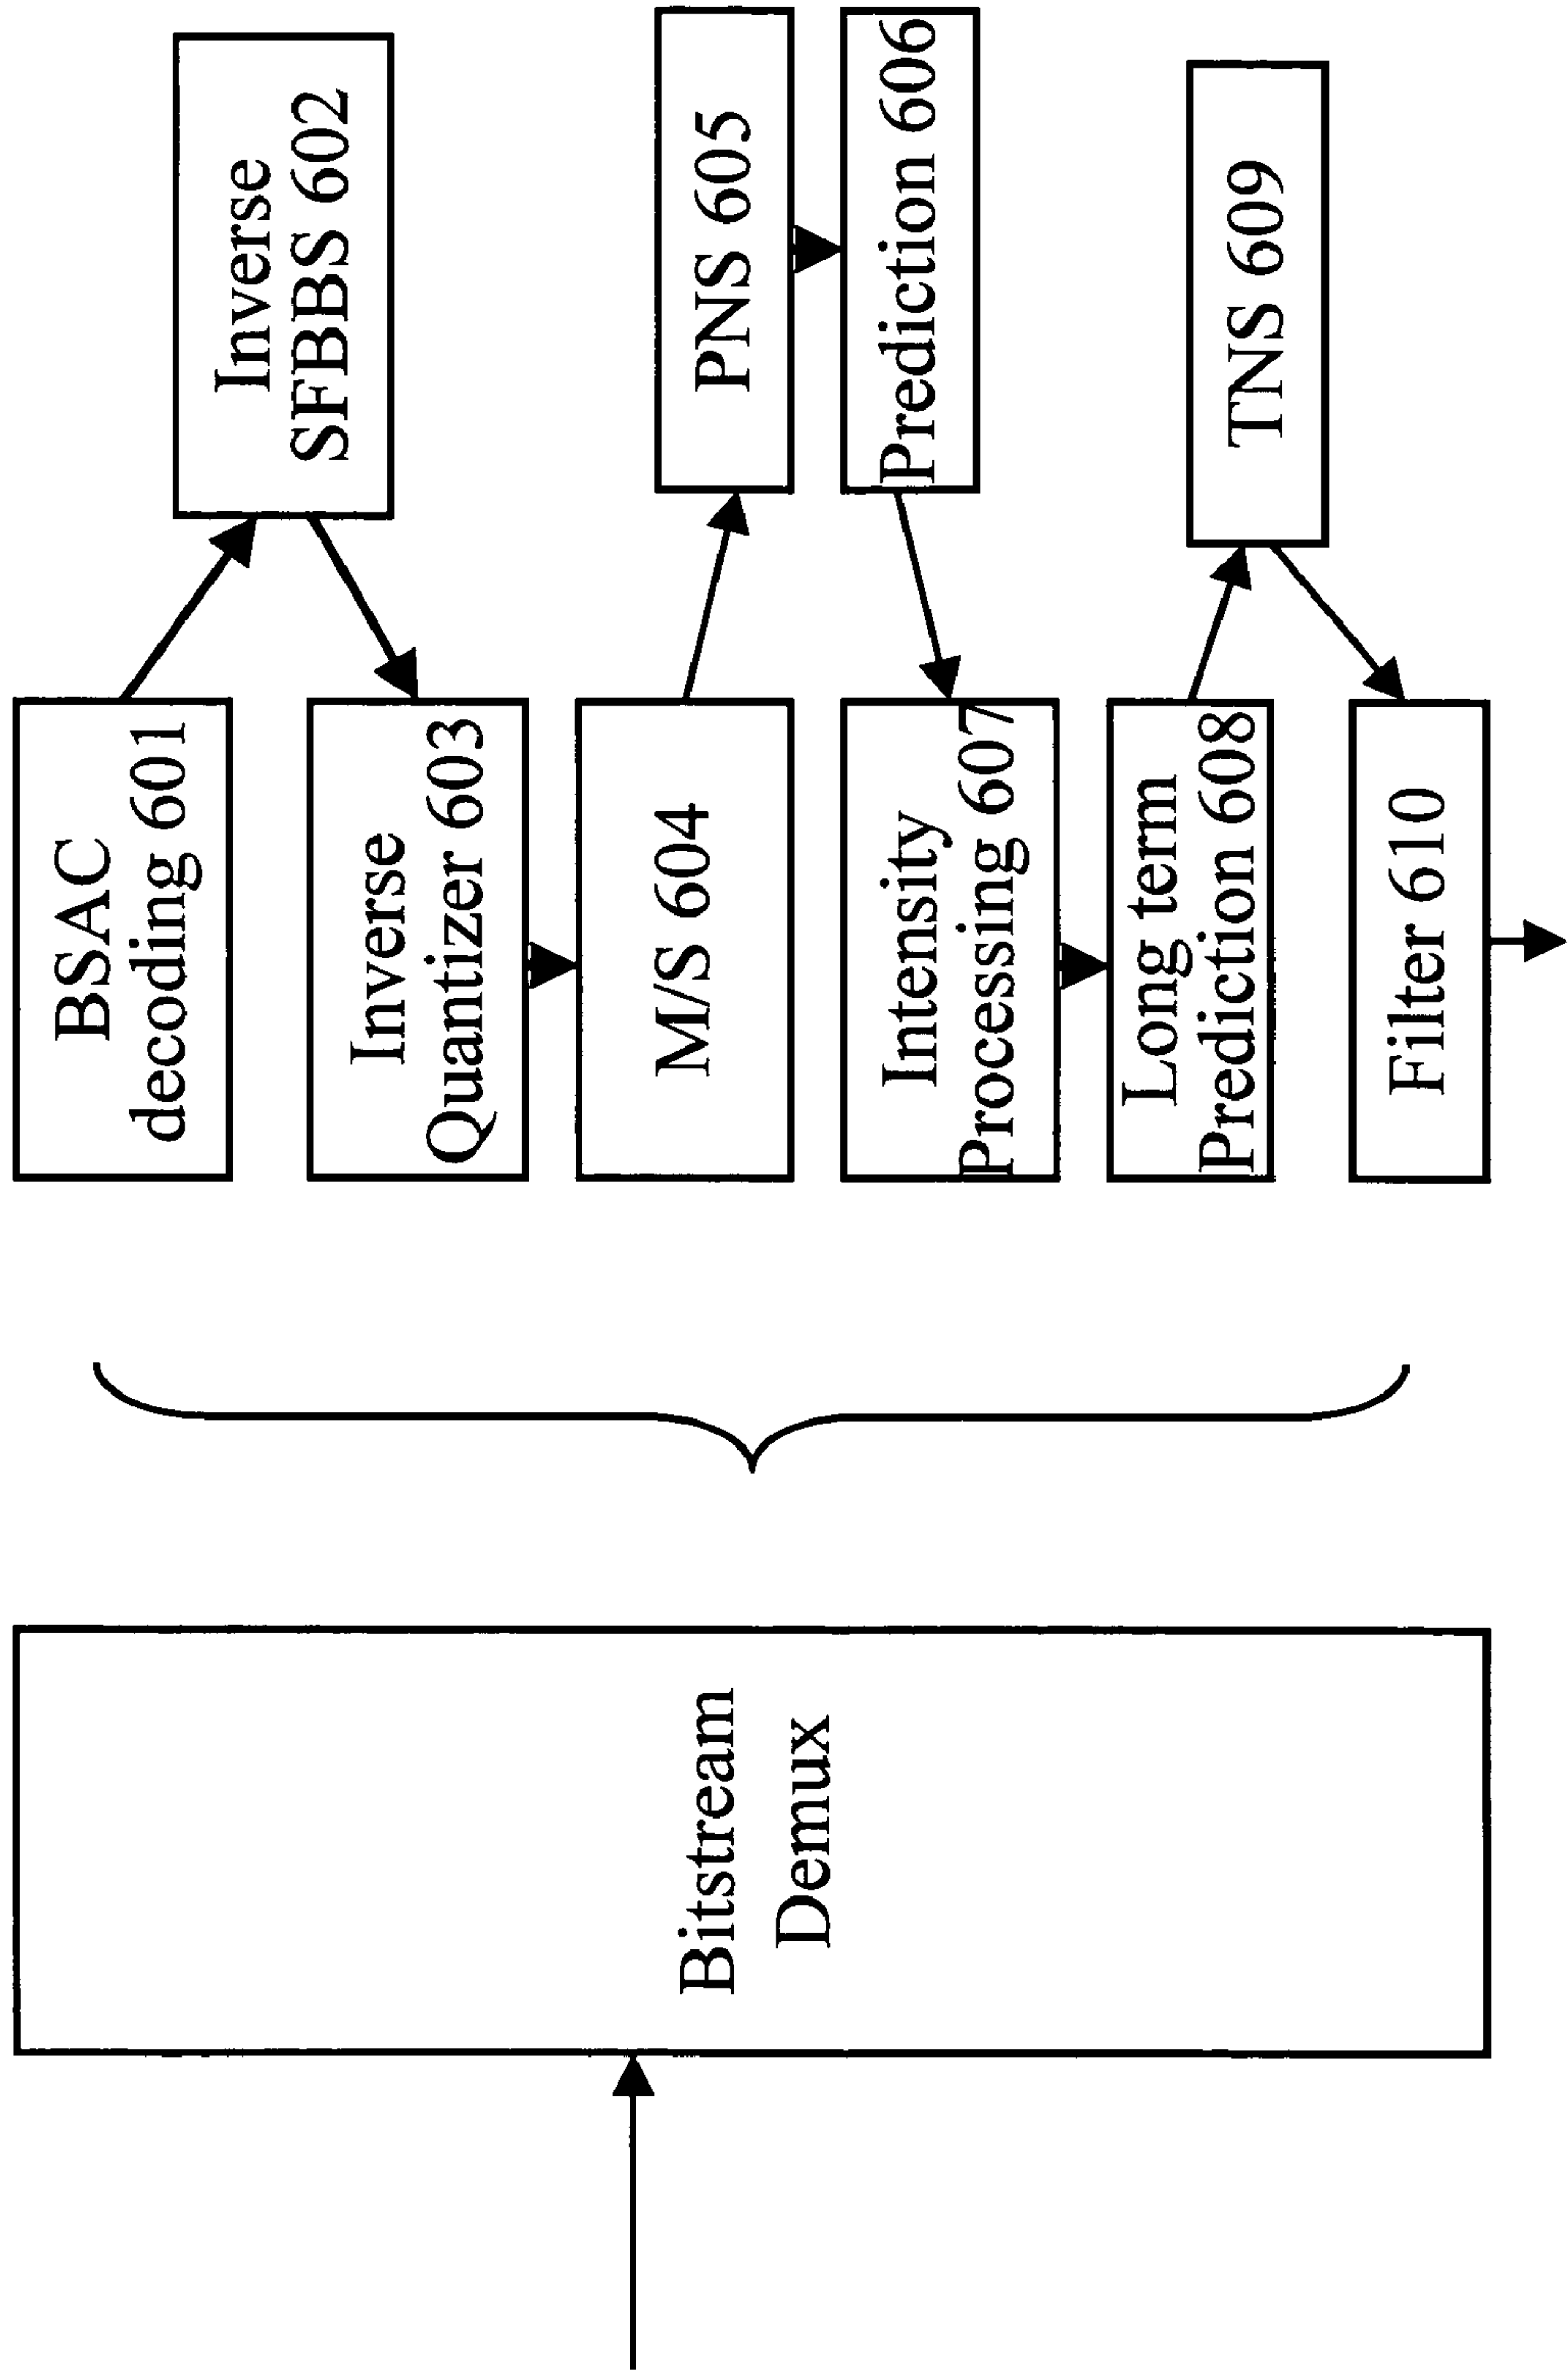 Bitstream
Demux
BSAC
decoding 601
Inverse
SFBBS 602
Inverse
Quantizer 603
M/S 604
PNS 605
Prediction 606
Intensity
Processing 607
Long term
Prediction 608
TNS 609
Filter 610